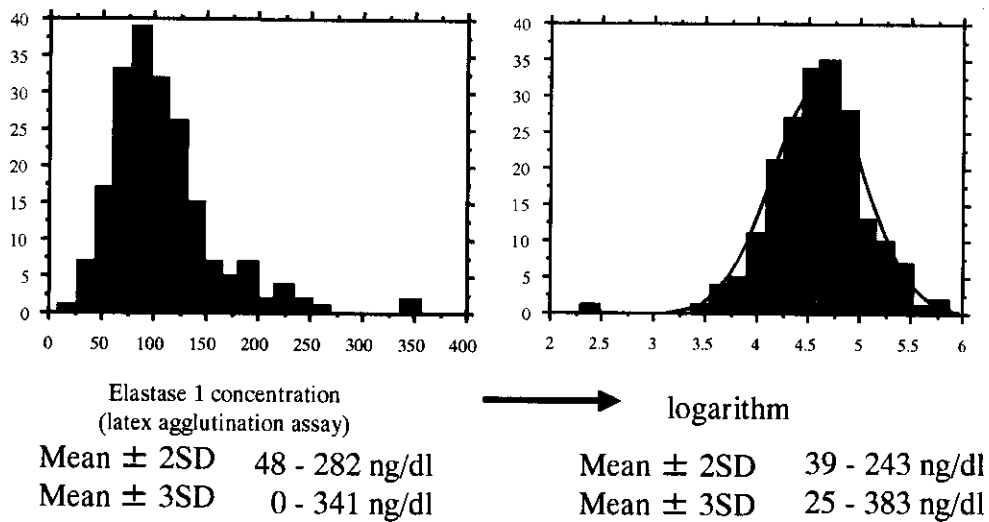 40
35
30
25
20
15
10
5
0
0 50 100 150 200 250 300 350 400
40
35
30
25
20
15
10
5
0
2 2.5 3 3.5 4 4.5 5 5.5 6
Elastase 1 concentration
(latex agglutination assay)
logarithm
Mean ± 2SD 48 - 282 ng/dl
Mean ± 3SD 0 - 341 ng/dl
Mean ± 2SD 39 - 243 ng/dl
Mean ± 3SD 25 - 383 ng/dl